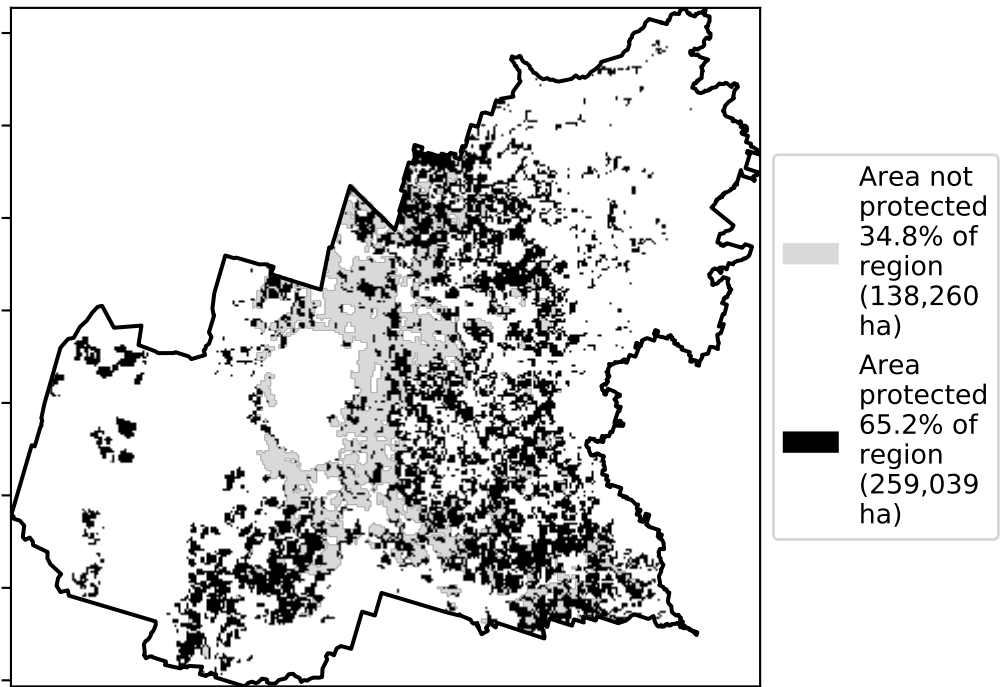 Area not
protected
34.8% of
region
(138,260
ha)
Area
protected
65.2% of
region
(259,039
ha)